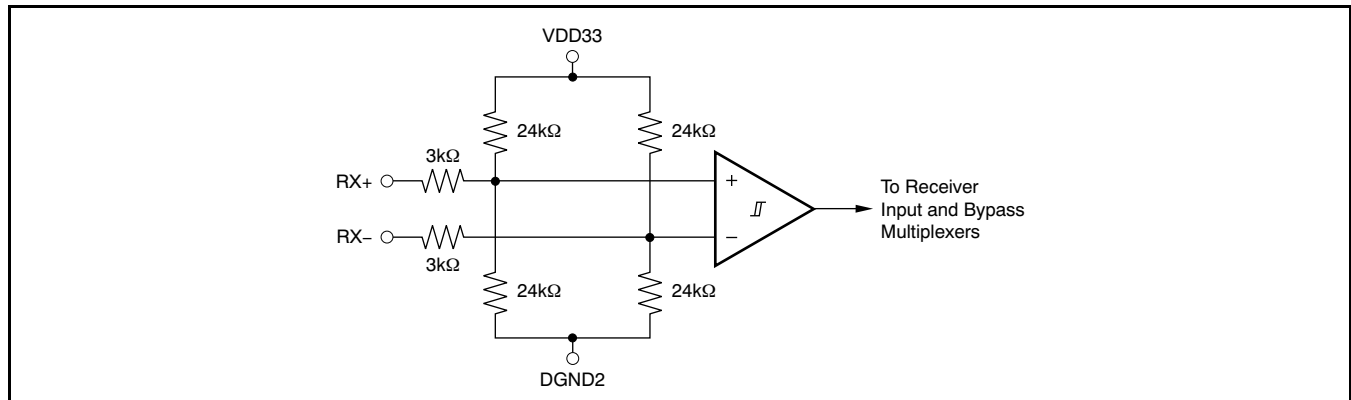 VDD33
24kΩ
24kΩ
3kΩ
RX+
+
To Receiver
Input and Bypass
Multiplexers
RX−
−
3kΩ
24kΩ
24kΩ
DGND2